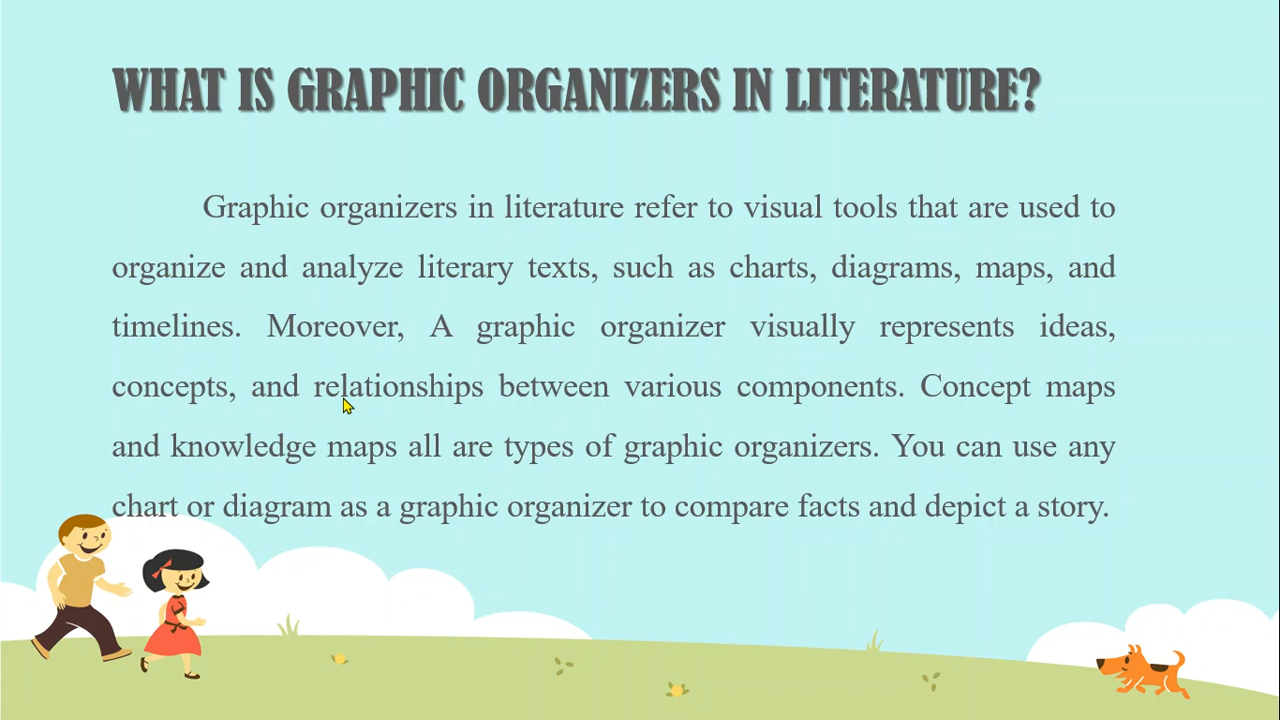 WHAT IS GRAPHIC ORGANIZERS IN LITERATURE?
Graphic organizers in literature refer to visual tools that are used to
organize and analyze literary texts, such as charts, diagrams, maps, and
timelines. Moreover, A graphic organizer visually represents ideas,
concepts, and relationships between various components. Concept maps
and knowledge maps all are types of graphic organizers. You can use any
chart or diagram as a graphic organizer to compare facts and depict a story.